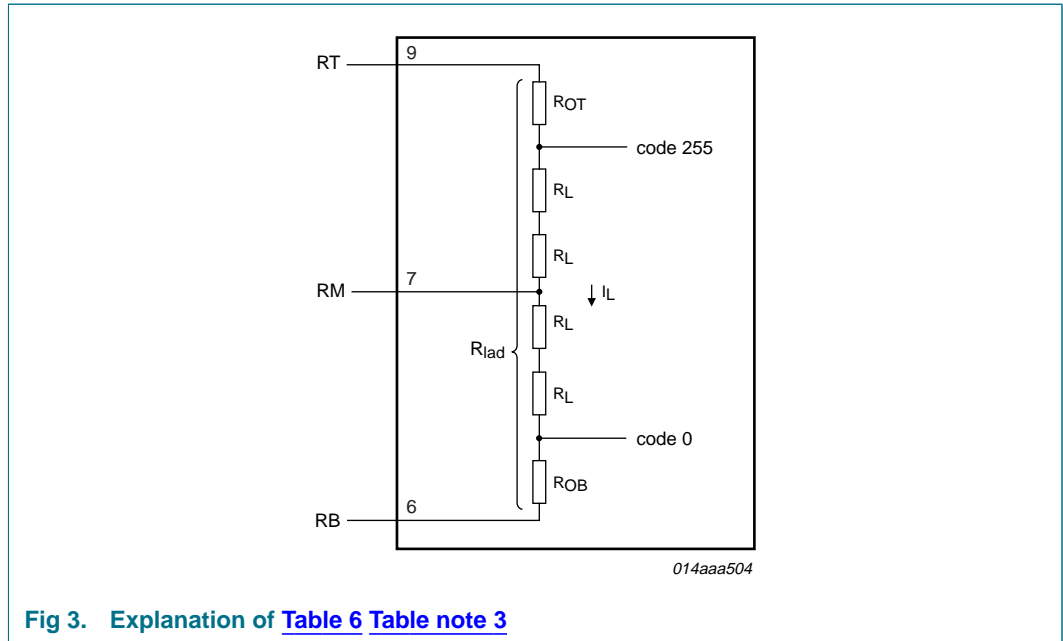 RT 9
ROT
code 255
RL
RL
RM 7
IL
RL
Rlad
RL
code 0
ROB
RB 6
014aaa504
Fig 3. Explanation of Table 6 Table note 3